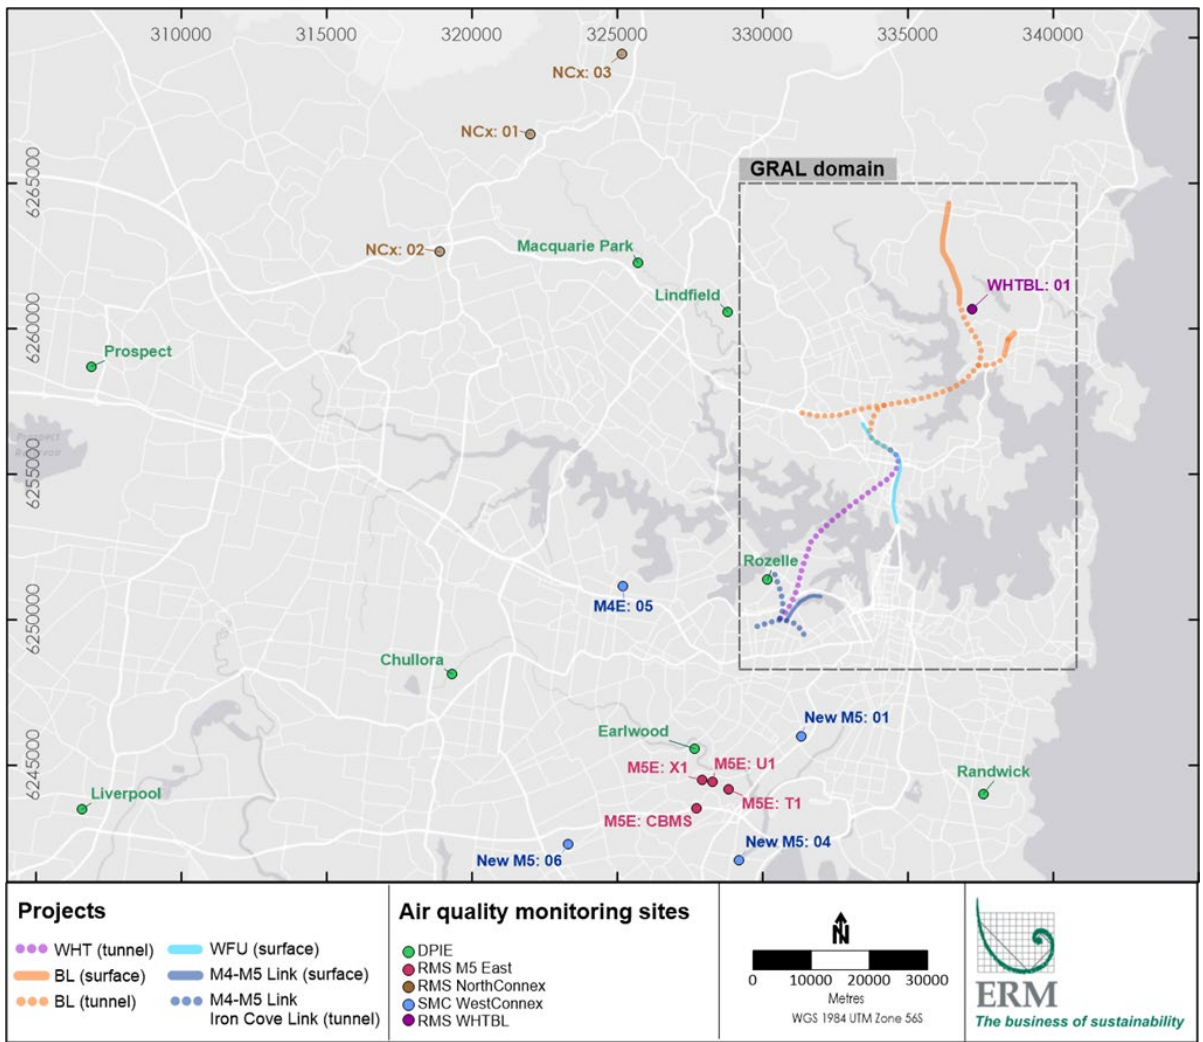 310000
315000
320000
325000
330000
335000
340000
NCx: 03
NCx: 01
6265000
GRAL domain
NCx: 02
Macquarie Park
WHTBL: 01
Lindfield
6260000
Prospect
6255000
Rozelle
M4E: 05
6250000
Chullora
New M5: 01
Earlwood
6245000
M5E: X1
M5E: U1
Randwick
Liverpool
M5E: T1
M5E: CBMS
New M5: 04
New M5: 06
Projects
WHT (tunnel)
BL (surface)
BL (tunnel)
WFU (surface)
M4-M5 Link (surface)
M4-M5 Link
Iron Cove Link (tunnel)
Air quality monitoring sites
DPIE
RMS M5 East
RMS NorthConnex
SMC WestConnex
RMS WHTBL
N
0 10000 20000 30000
Metres
WGS 1984 UTM Zone 56S
ERM
The business of sustainability